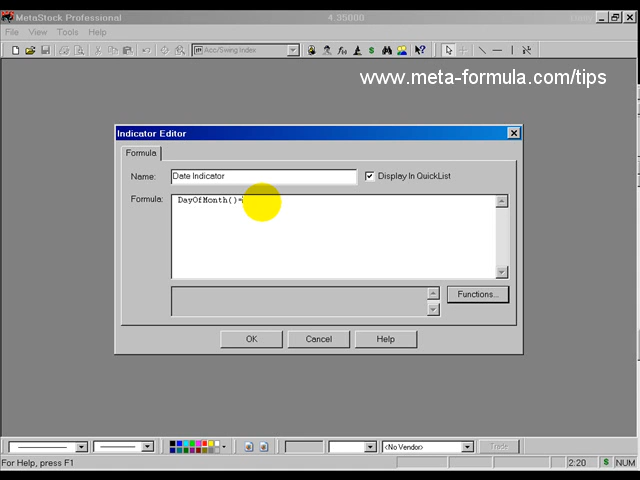 MetaStock Professional
4.35000
File View Tools Help
Acc/Swing Index
www.meta-formula.com/tips
Indicator Editor
Formula
Name: Date Indicator
Display In QuickList
Formula: DayOfMonth()=
Functions...
OK Cancel Help
<No Vendor> Trade
For Help, press F1
2:20 $ NUM